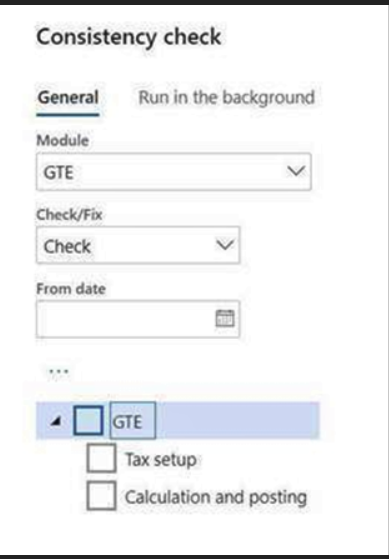 Consistency check
General Run in the background
Module
GTE
Check/Fix
Check
From date
...
GTE
Tax setup
Calculation and posting